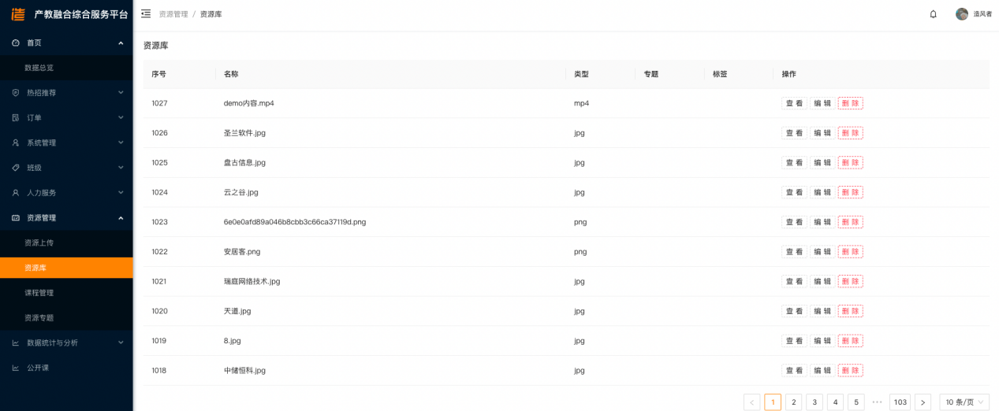 产教融合综合服务平台
资源管理 / 资源库
造风者
首页
数据总览
热招推荐
订单
系统管理
班级
人力服务
资源管理
资源上传
资源库
课程管理
资源专题
数据统计与分析
公开课
资源库
序号 名称 类型 专题 标签 操作
1027 demo内容.mp4 mp4 查看 编辑 删除
1026 圣兰软件.jpg jpg 查看 编辑 删除
1025 盘古信息.jpg jpg 查看 编辑 删除
1024 云之谷.jpg jpg 查看 编辑 删除
1023 6e0e0afd89a046b8cbb3c66ca37119d.png png 查看 编辑 删除
1022 安居客.png png 查看 编辑 删除
1021 瑞庭网络技术.jpg jpg 查看 编辑 删除
1020 天道.jpg jpg 查看 编辑 删除
1019 8.jpg jpg 查看 编辑 删除
1018 中储恒科.jpg jpg 查看 编辑 删除
< 1 2 3 4 5 ••• 103 > 10 条/页